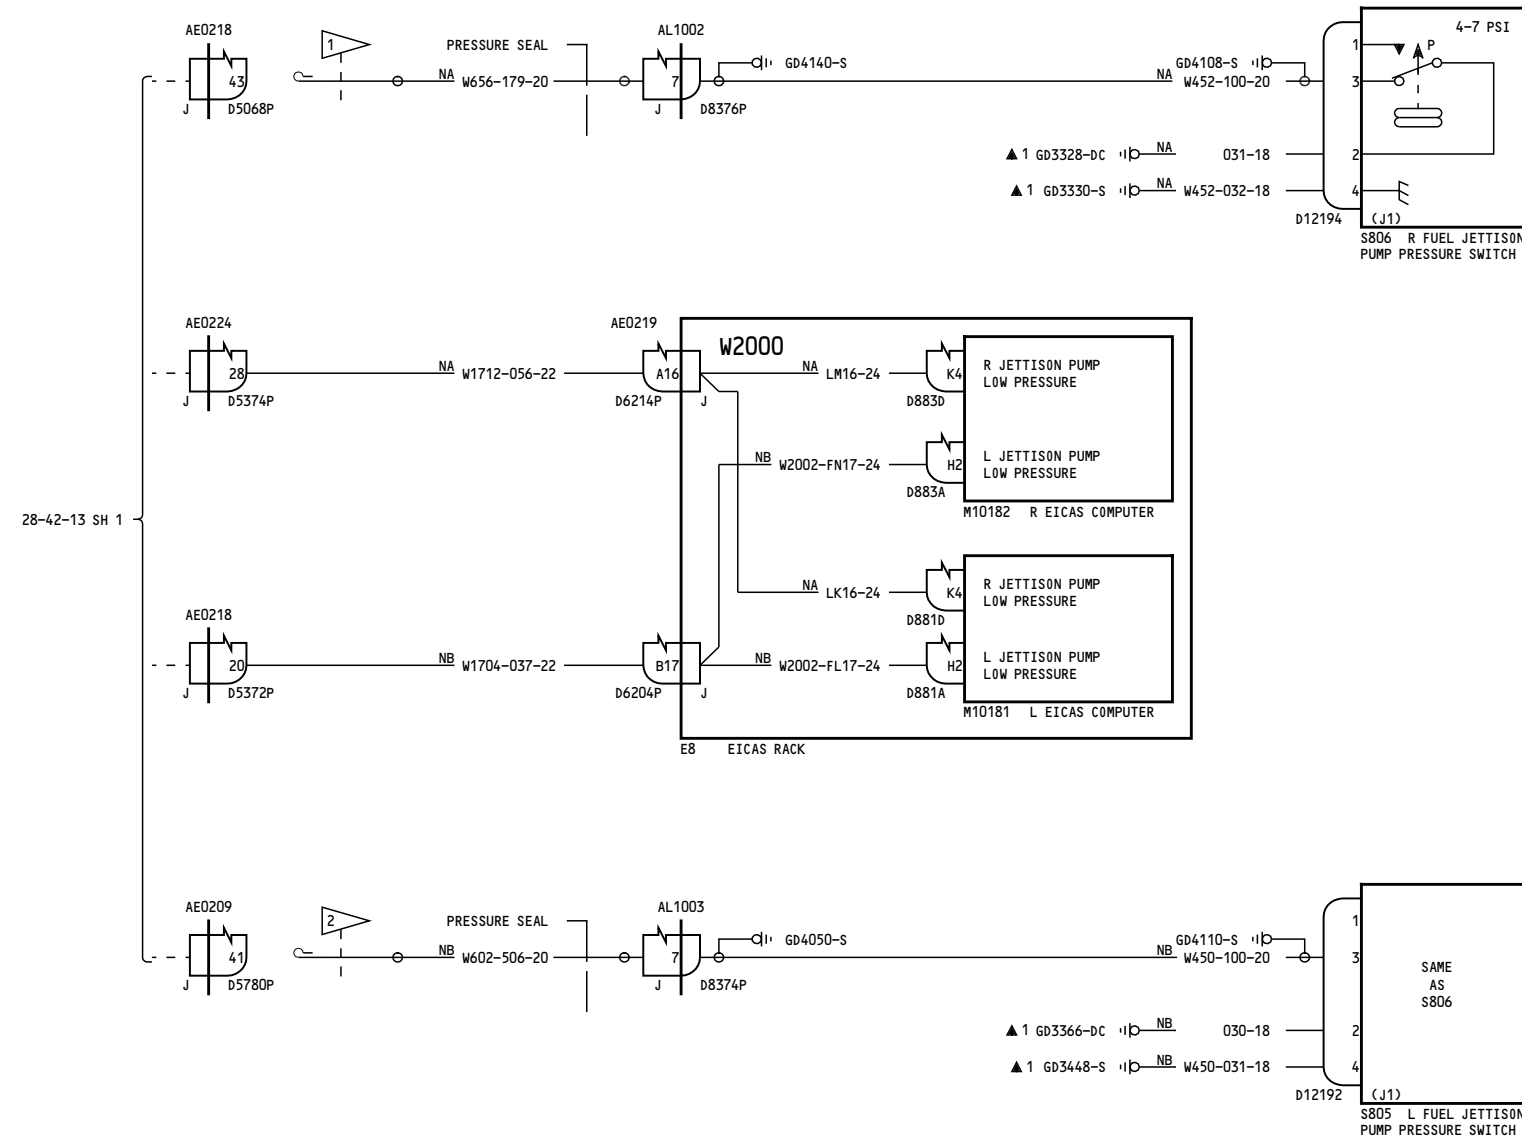 AE0218
1
PRESSURE SEAL
AL1002
43
NA W656-179-20
7
GD4140-S
J D5068P
J D8376P
GD4108-S
NA W452-100-20
4-7 PSI
1
P
3
▲ 1 GD3328-DC NA 031-18
2
▲ 1 GD3330-S NA W452-032-18
4
D12194 (J1)
S806 R FUEL JETTISON
PUMP PRESSURE SWITCH
AE0224
AE0219
W2000
28
NA W1712-056-22
A16
NA LM16-24
K4
R JETTISON PUMP
LOW PRESSURE
J D5374P
D6214P J
D883D
NB W2002-FN17-24
H2
L JETTISON PUMP
LOW PRESSURE
D883A
M10182 R EICAS COMPUTER
28-42-13 SH 1
NA LK16-24
K4
R JETTISON PUMP
LOW PRESSURE
D881D
AE0218
20
NB W1704-037-22
B17
NB W2002-FL17-24
H2
L JETTISON PUMP
LOW PRESSURE
J D5372P
D6204P J
D881A
M10181 L EICAS COMPUTER
E8 EICAS RACK
AE0209
2
PRESSURE SEAL
AL1003
41
NB W602-506-20
7
GD4050-S
J D5780P
J D8374P
GD4110-S
NB W450-100-20
1
3
SAME
AS
S806
▲ 1 GD3366-DC NB 030-18
2
▲ 1 GD3448-S NB W450-031-18
4
D12192 (J1)
S805 L FUEL JETTISON
PUMP PRESSURE SWITCH